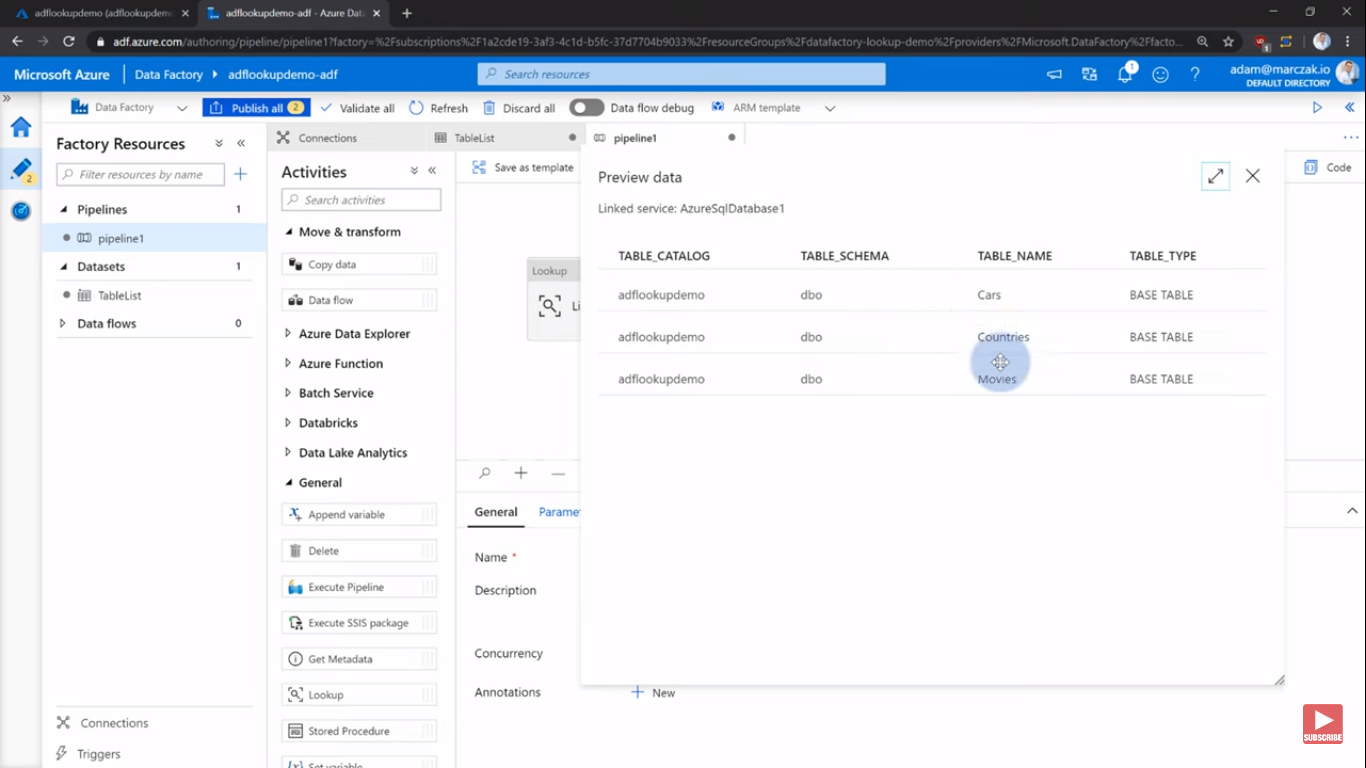 adflookupdemo (adflookupdem
adflookupdemo-adf - Azure Dat
adf.azure.com/authoring/pipeline/pipeline1?factory=%2Fsubscriptions%2F1a2cde19-3af3-4c1d-b5fc-37d7704b9033%2FresourceGroups%2Fdatafactory-lookup-demo%2Fproviders%2FMicrosoft.DataFactory%2Ffacto...
Microsoft Azure
Data Factory
adflookupdemo-adf
Search resources
1
adam@marczak.io
DEFAULT DIRECTORY
Data Factory
Publish all 2
Validate all
Refresh
Discard all
Data flow debug
ARM template
2
Factory Resources
Filter resources by name
Pipelines 1
pipeline1
Datasets 1
TableList
Data flows 0
Connections
Triggers
Connections
TableList
pipeline1
Activities
Search activities
Move & transform
Copy data
Data flow
Azure Data Explorer
Azure Function
Batch Service
Databricks
Data Lake Analytics
General
Append variable
Delete
Execute Pipeline
Execute SSIS package
Get Metadata
Lookup
Stored Procedure
Set variable
Save as template
Code
Lookup
Li
General
Parame
Name *
Description
Concurrency
Annotations
New
Preview data
Linked service: AzureSqlDatabase1
TABLE_CATALOG TABLE_SCHEMA TABLE_NAME TABLE_TYPE
adflookupdemo dbo Cars BASE TABLE
adflookupdemo dbo Countries BASE TABLE
adflookupdemo dbo Movies BASE TABLE
SUBSCRIBE